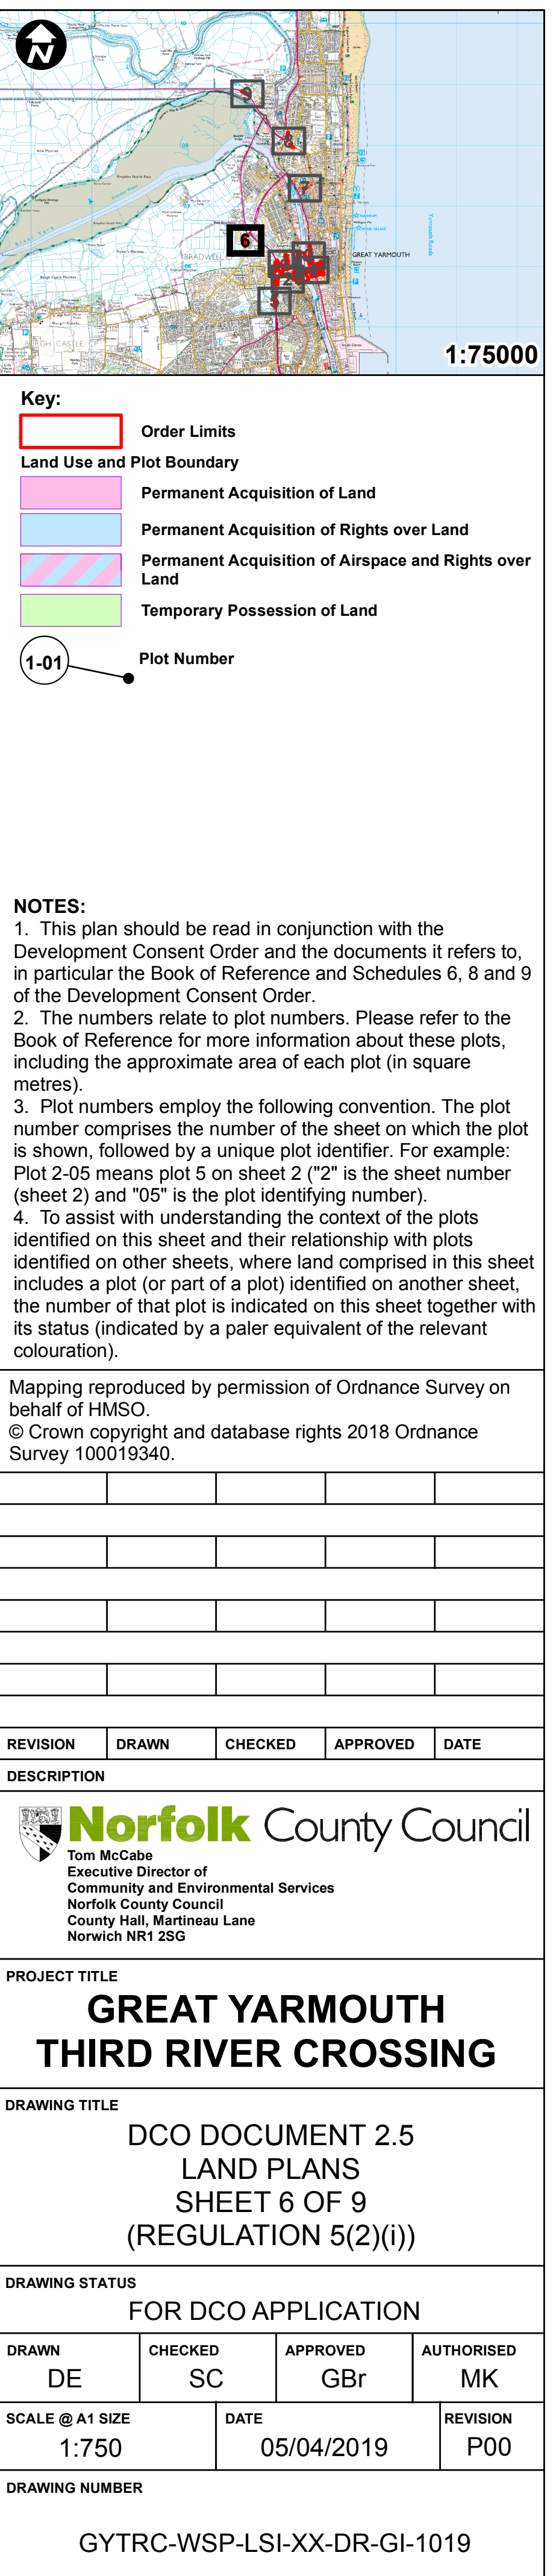 N
9
8
7
6
2
5
BRADWELL
GREAT YARMOUTH
Yarmouth Roads
BURGH CASTLE CP
1:75000
Key:
Order Limits
Land Use and Plot Boundary
Permanent Acquisition of Land
Permanent Acquisition of Rights over Land
Permanent Acquisition of Airspace and Rights over
Land
Temporary Possession of Land
1-01
Plot Number
NOTES:
1. This plan should be read in conjunction with the
Development Consent Order and the documents it refers to,
in particular the Book of Reference and Schedules 6, 8 and 9
of the Development Consent Order.
2. The numbers relate to plot numbers. Please refer to the
Book of Reference for more information about these plots,
including the approximate area of each plot (in square
metres).
3. Plot numbers employ the following convention. The plot
number comprises the number of the sheet on which the plot
is shown, followed by a unique plot identifier. For example:
Plot 2-05 means plot 5 on sheet 2 ("2" is the sheet number
(sheet 2) and "05" is the plot identifying number).
4. To assist with understanding the context of the plots
identified on this sheet and their relationship with plots
identified on other sheets, where land comprised in this sheet
includes a plot (or part of a plot) identified on another sheet,
the number of that plot is indicated on this sheet together with
its status (indicated by a paler equivalent of the relevant
colouration).
Mapping reproduced by permission of Ordnance Survey on
behalf of HMSO.
© Crown copyright and database rights 2018 Ordnance
Survey 100019340.
REVISION DRAWN CHECKED APPROVED DATE
DESCRIPTION
Norfolk County Council
Tom McCabe
Executive Director of
Community and Environmental Services
Norfolk County Council
County Hall, Martineau Lane
Norwich NR1 2SG
PROJECT TITLE
GREAT YARMOUTH
THIRD RIVER CROSSING
DRAWING TITLE
DCO DOCUMENT 2.5
LAND PLANS
SHEET 6 OF 9
(REGULATION 5(2)(i))
DRAWING STATUS
FOR DCO APPLICATION
DRAWN CHECKED APPROVED AUTHORISED
DE SC GBr MK
SCALE @ A1 SIZE DATE REVISION
1:750 05/04/2019 P00
DRAWING NUMBER
GYTRC-WSP-LSI-XX-DR-GI-1019